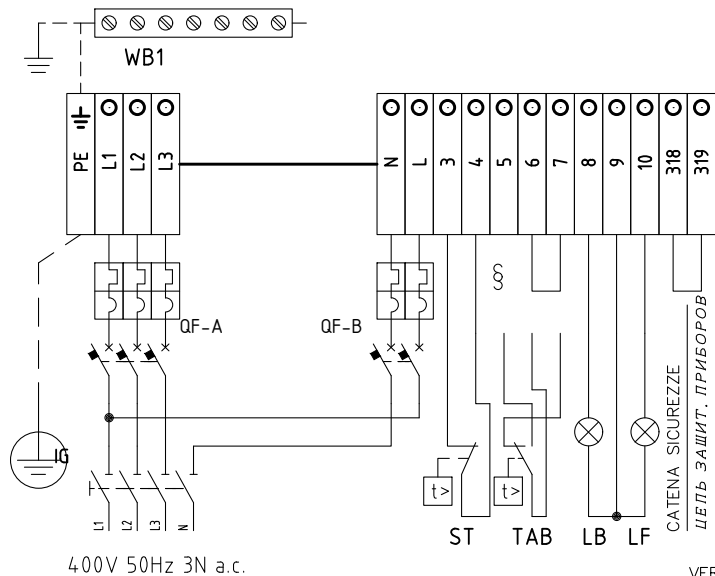 WB1
PE L1 L2 L3 N L 3 4 5 6 7 8 9 10 318 319
§
QF-A QF-B
IG
t> t>
L1 L2 L3 N
ST TAB LB LF
CATENA SICUREZZE
ЦЕПЬ ЗАЩИТ. ПРИБОРОВ
400V 50Hz 3N a.c.
VER